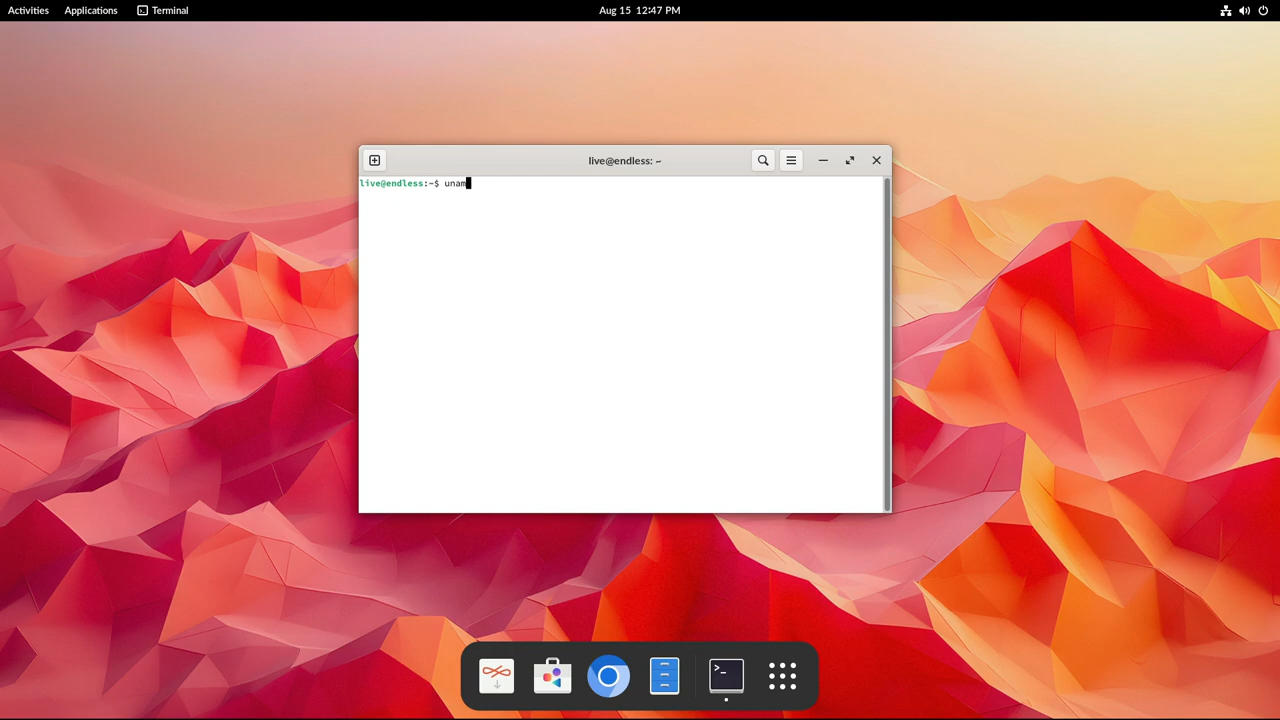 Activities Applications Terminal Aug 15 12:47 PM
live@endless: ~
live@endless:~$ unam
>_